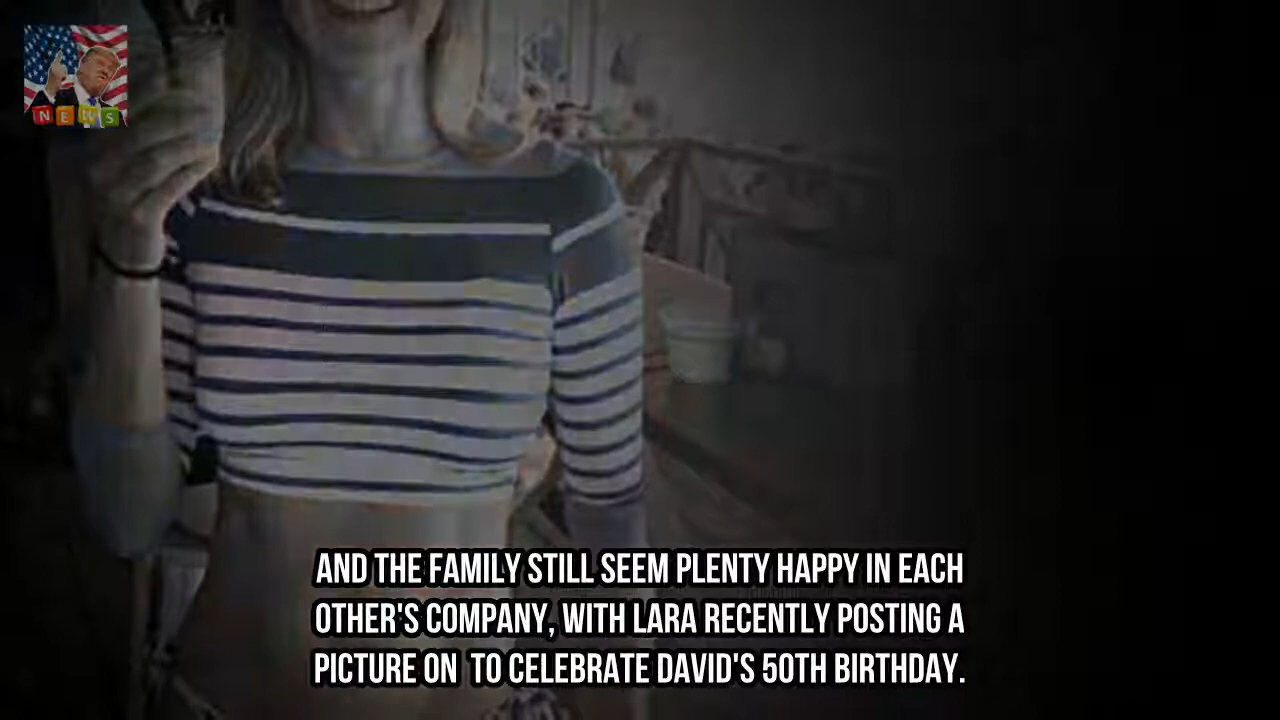 NEWS
AND THE FAMILY STILL SEEM PLENTY HAPPY IN EACH
OTHER'S COMPANY, WITH LARA RECENTLY POSTING A
PICTURE ON  TO CELEBRATE DAVID'S 50TH BIRTHDAY.